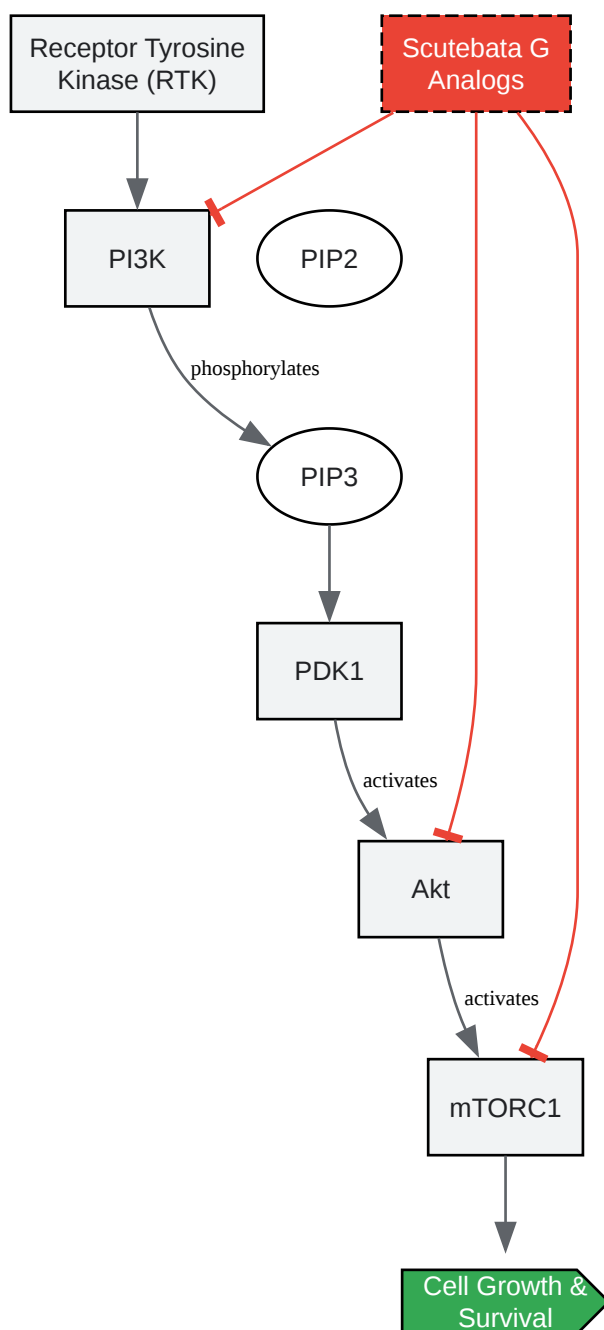 Receptor Tyrosine
Kinase (RTK)
Scutebata G
Analogs
PI3K
PIP2
phosphorylates
PIP3
PDK1
activates
Akt
activates
mTORC1
Cell Growth &
Survival